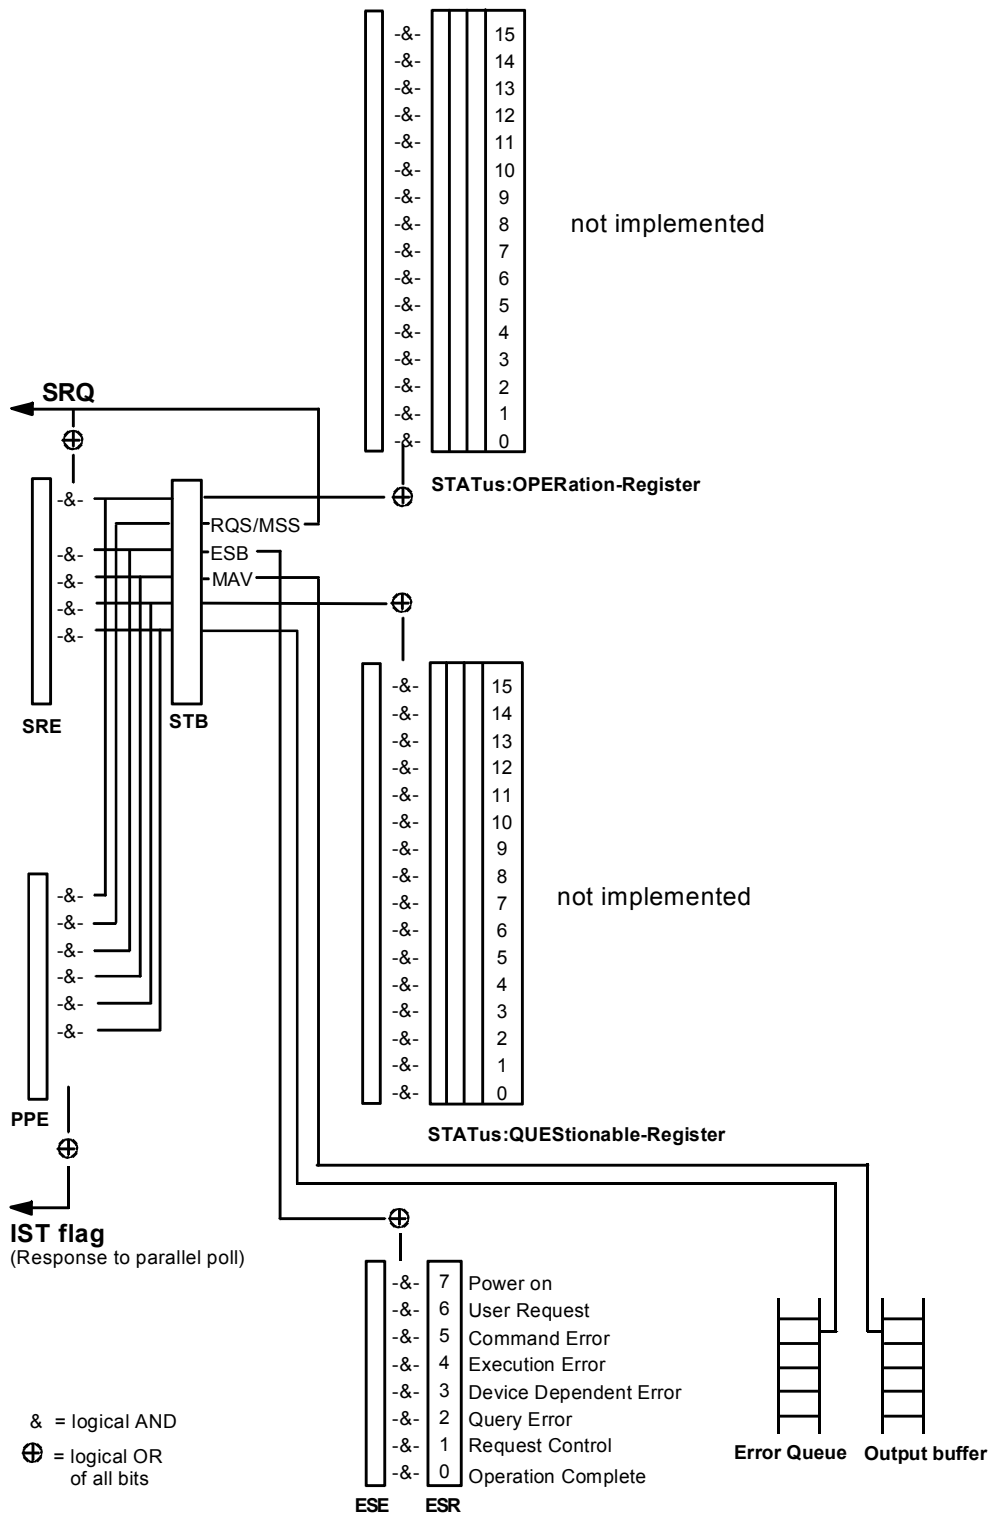 -&- 15
-&- 14
-&- 13
-&- 12
-&- 11
-&- 10
-&- 9
-&- 8
not implemented
-&- 7
-&- 6
-&- 5
-&- 4
-&- 3
-&- 2
-&- 1
-&- 0
STATus:OPERation-Register
SRQ
-&-
RQS/MSS
-&- ESB
-&- MAV
-&-
-&-
SRE
STB
-&- 15
-&- 14
-&- 13
-&- 12
-&- 11
-&- 10
-&- 9
-&- 8
-&- 7
not implemented
-&- 6
-&- 5
-&- 4
-&- 3
-&- 2
-&- 1
-&- 0
STATus:QUEStionable-Register
-&-
-&-
-&-
-&-
-&-
-&-
PPE
IST flag
(Response to parallel poll)
-&- 7 Power on
-&- 6 User Request
-&- 5 Command Error
-&- 4 Execution Error
-&- 3 Device Dependent Error
-&- 2 Query Error
-&- 1 Request Control
-&- 0 Operation Complete
ESE ESR
Error Queue
Output buffer
& = logical AND
⊕ = logical OR
of all bits